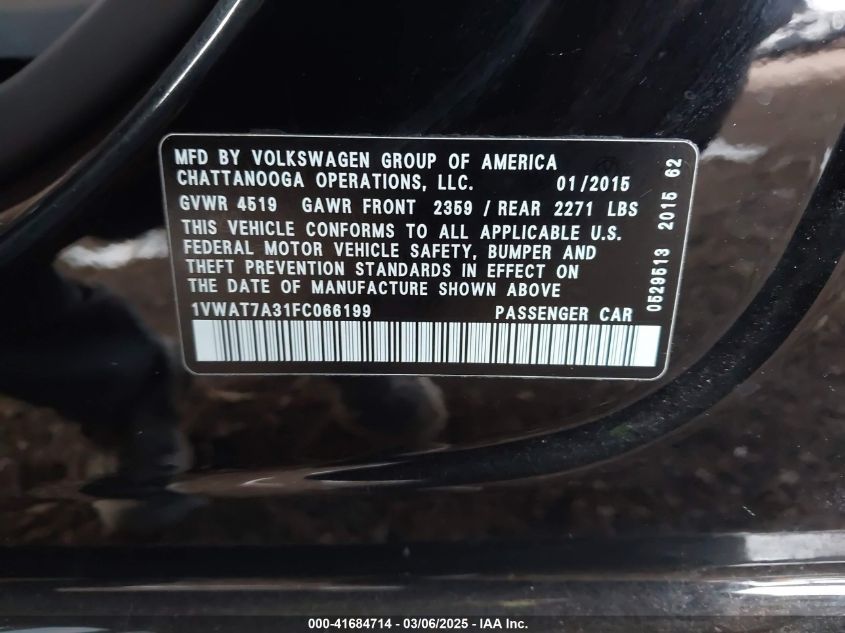 MFD BY VOLKSWAGEN GROUP OF AMERICA
CHATTANOOGA OPERATIONS, LLC. 01/2015
GVWR 4519 GAWR FRONT 2359 / REAR 2271 LBS
THIS VEHICLE CONFORMS TO ALL APPLICABLE U.S.
FEDERAL MOTOR VEHICLE SAFETY, BUMPER AND
THEFT PREVENTION STANDARDS IN EFFECT ON
THE DATE OF MANUFACTURE SHOWN ABOVE
1VWAT7A31FC066199 PASSENGER CAR
0529513 2015 62
000-41684714 - 03/06/2025 - IAA Inc.